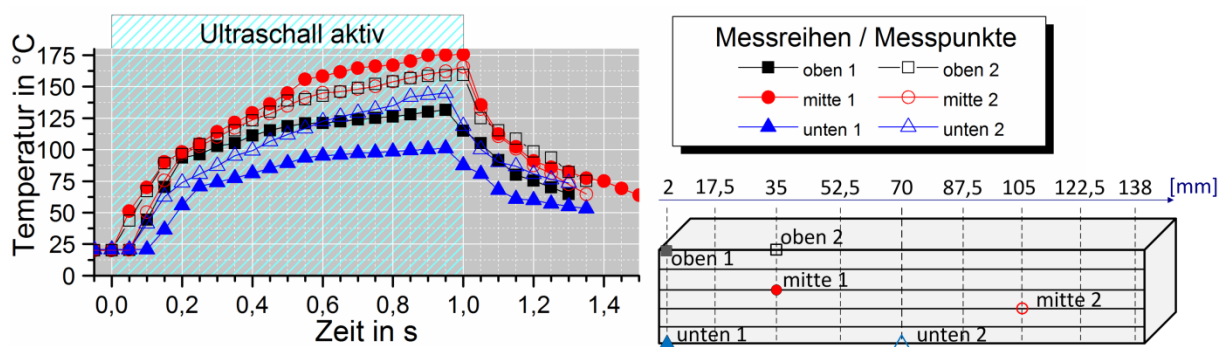 Ultraschall aktiv
Temperatur in °C
175
150
125
100
75
50
25
0
0,0 0,2 0,4 0,6 0,8 1,0 1,2 1,4
Zeit in s
Messreihen / Messpunkte
oben 1 oben 2
mitte 1 mitte 2
unten 1 unten 2
2 17,5 35 52,5 70 87,5 105 122,5 138 [mm]
oben 2
oben 1
mitte 1
mitte 2
unten 1 unten 2